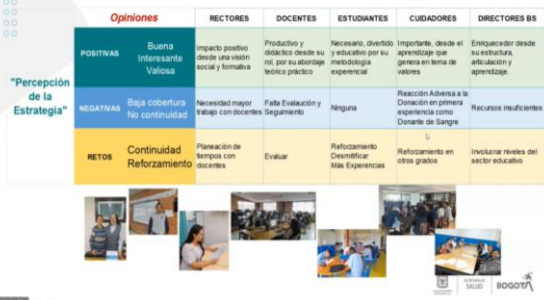 Opiniones
RECTORES
DOCENTES
ESTUDIANTES
CUIDADORES
DIRECTORES BS
"Percepción
de la
Estrategia"
POSITIVAS
Buena
Interesante
Valiosa
Impacto positivo
desde una visión
social y formativa
Productivo y
didáctico desde su
rol, por su abordaje
teórico práctico
Necesario, divertido
y educativo por su
metodología
experencial
Importante, desde el
aprendizaje que
genera en tema de
valores
Enriquecedor desde
su estructura,
articulación y
aprendizaje.
NEGATIVAS
Baja cobertura
No continuidad
Necesidad mayor
trabajo con docentes
Falta Evaluación y
Seguimiento
Ninguna
Reacción Adversa a la
Donación en primera
experiencia como
Donante de Sangre
Recursos insuficientes
RETOS
Continuidad
Reforzamiento
Planeación de
tiempos con
docentes
Evaluar
Reforzamiento
Desmitificar
Más Experencias
Reforzamiento en
otros grados
Involucrar niveles del
sector educativo
SALUD
BOGOTÁ